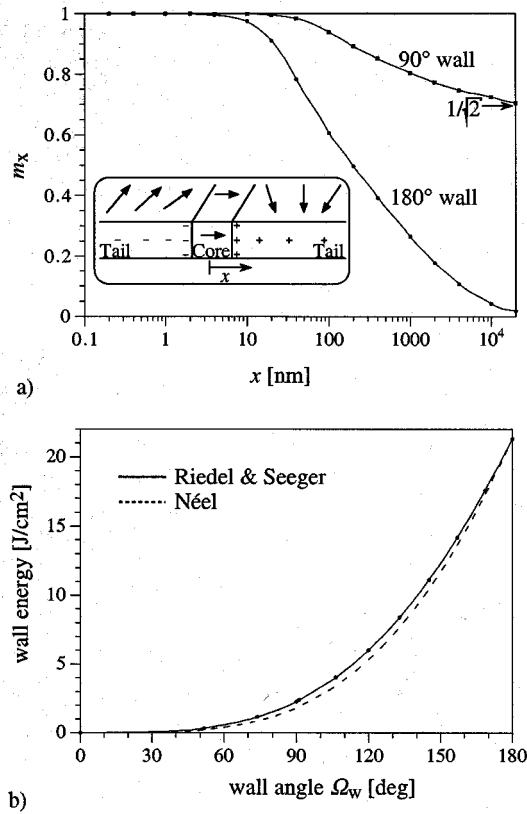 1
0.8
0.6
0.4
0.2
0
m_x
90° wall
1/√2
180° wall
Tail
Core
Tail
x
0.1
1
10
100
1000
10⁴
x [nm]
a)
20
15
10
5
0
wall energy [J/cm²]
Riedel & Seeger
Néel
0
30
60
90
120
150
180
wall angle Ω_w [deg]
b)